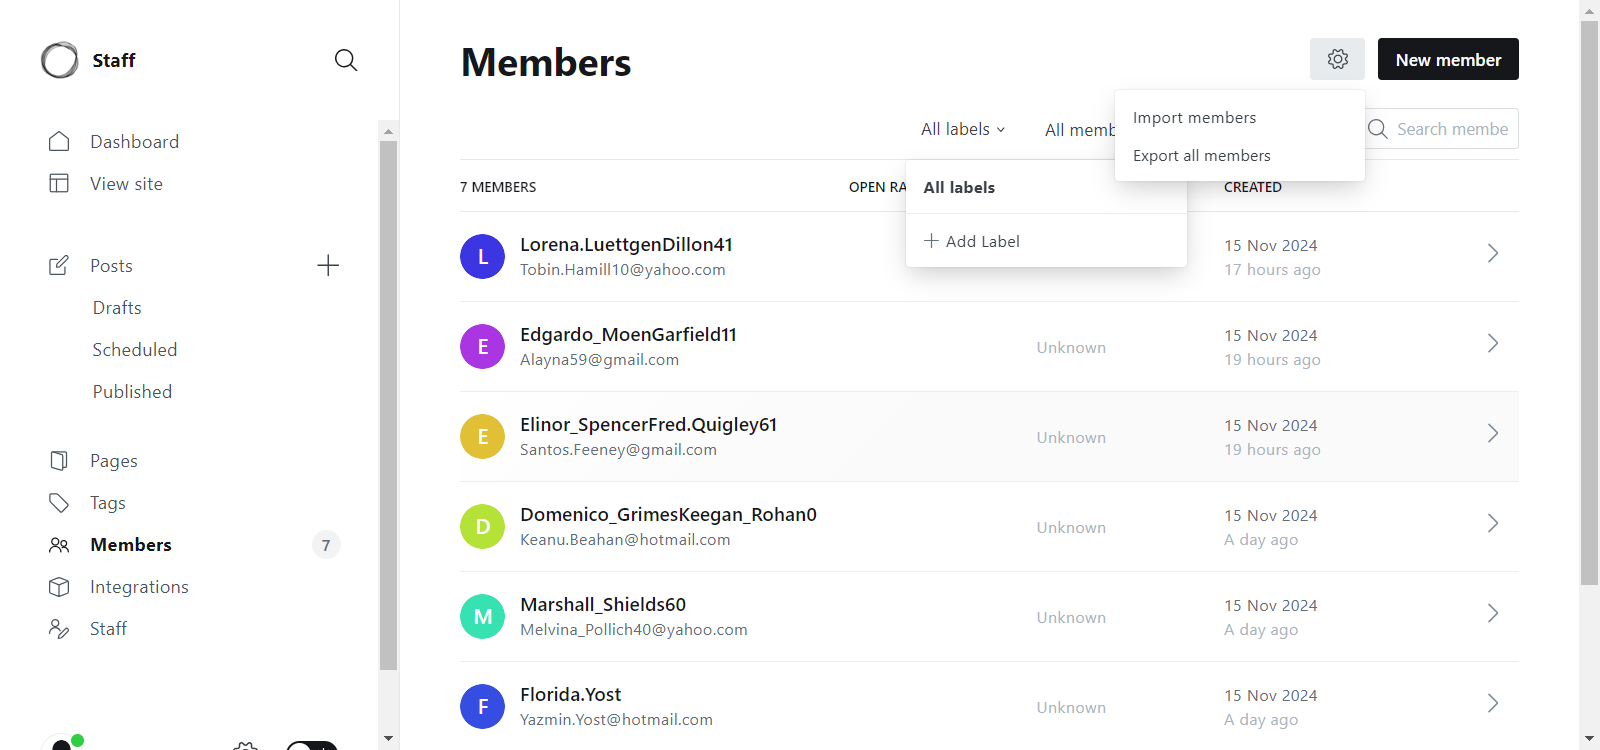 Staff
Dashboard
View site
Posts
Drafts
Scheduled
Published
Pages
Tags
Members
7
Integrations
Staff
Members
New member
Import members
Export all members
All labels
All memb
Search membe
All labels
Add Label
7 MEMBERS
OPEN RA
CREATED
Lorena.LuettgenDillon41
Tobin.Hamill10@yahoo.com
15 Nov 2024
17 hours ago
L
Edgardo_MoenGarfield11
Alayna59@gmail.com
Unknown
15 Nov 2024
19 hours ago
E
Elinor_SpencerFred.Quigley61
Santos.Feeney@gmail.com
Unknown
15 Nov 2024
19 hours ago
E
Domenico_GrimesKeegan_Rohan0
Keanu.Beahan@hotmail.com
Unknown
15 Nov 2024
A day ago
D
Marshall_Shields60
Melvina_Pollich40@yahoo.com
Unknown
15 Nov 2024
A day ago
M
Florida.Yost
Yazmin.Yost@hotmail.com
Unknown
15 Nov 2024
A day ago
F